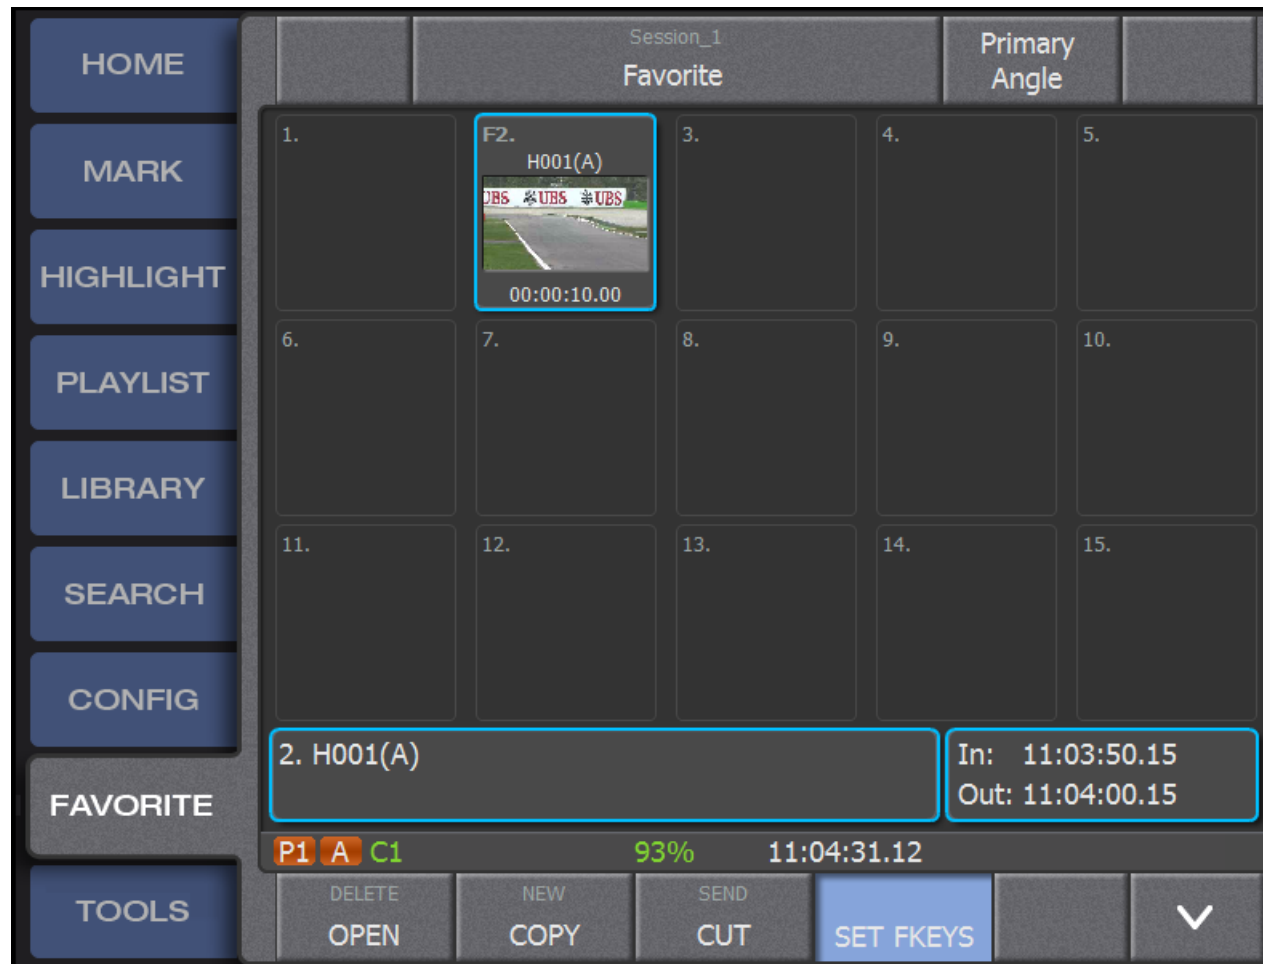 HOME
MARK
HIGHLIGHT
PLAYLIST
LIBRARY
SEARCH
CONFIG
FAVORITE
TOOLS
Session_1
Favorite
Primary
Angle
1.
F2.
H001(A)
UBS UBS UBS
00:00:10.00
3.
4.
5.
6.
7.
8.
9.
10.
11.
12.
13.
14.
15.
2. H001(A)
In: 11:03:50.15
Out: 11:04:00.15
P1 A C1 93% 11:04:31.12
DELETE
OPEN
NEW
COPY
SEND
CUT
SET FKEYS